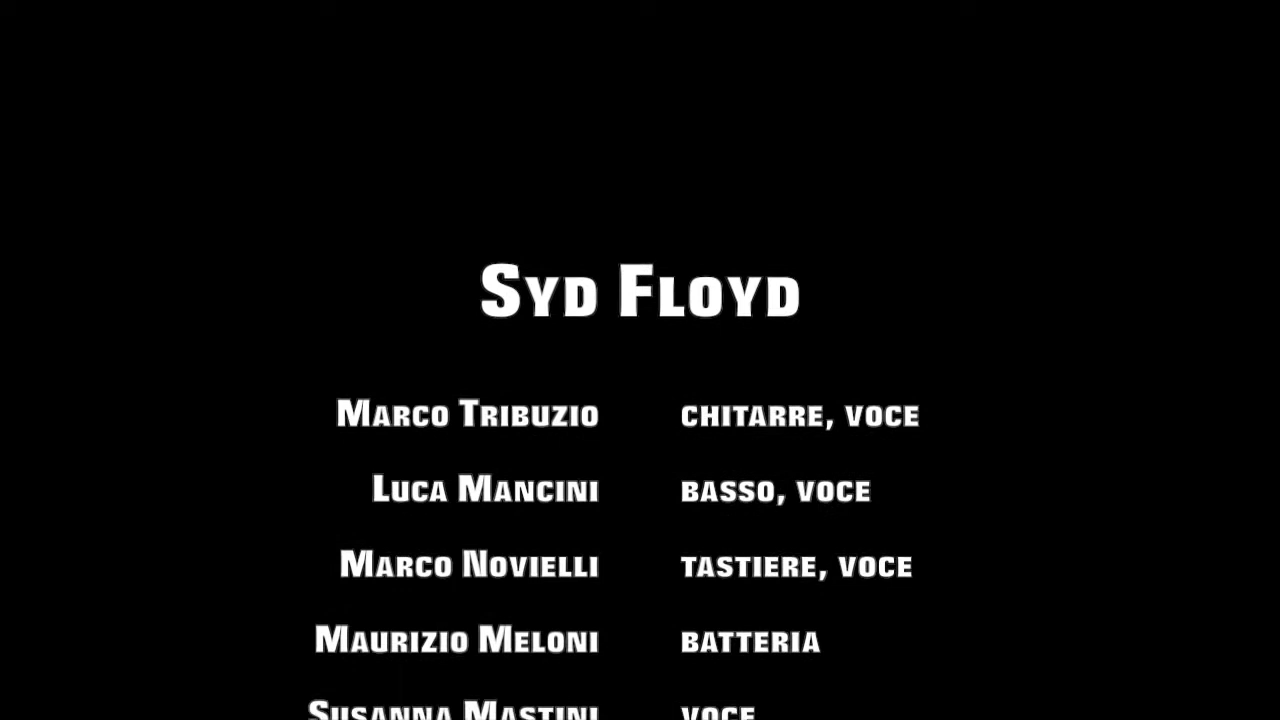 Syd Floyd
Marco Tribuzio chitarre, voce
Luca Mancini basso, voce
Marco Novielli tastiere, voce
Maurizio Meloni batteria
Susanna Mastini voce